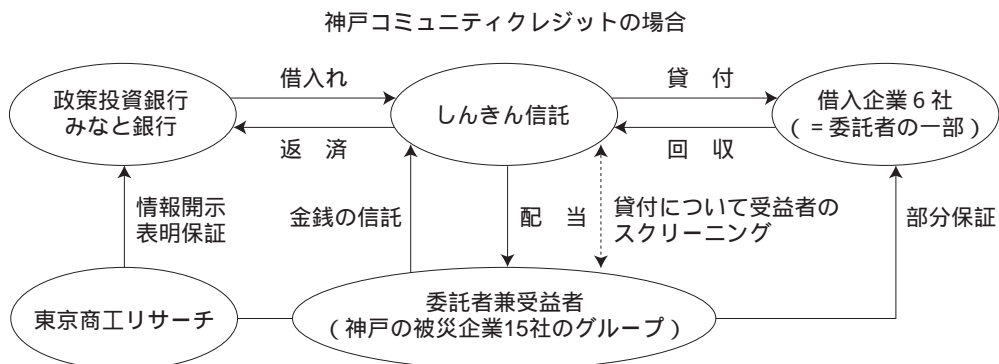 神戸コミュニティクレジットの場合
政策投資銀行
みなと銀行
借入れ
返　済
しんきん信託
貸　付
回　収
借入企業６社
（＝委託者の一部）
情報開示
表明保証
金銭の信託
配　当
貸付について受益者の
スクリーニング
部分保証
東京商工リサーチ
委託者兼受益者
（神戸の被災企業15社のグループ）